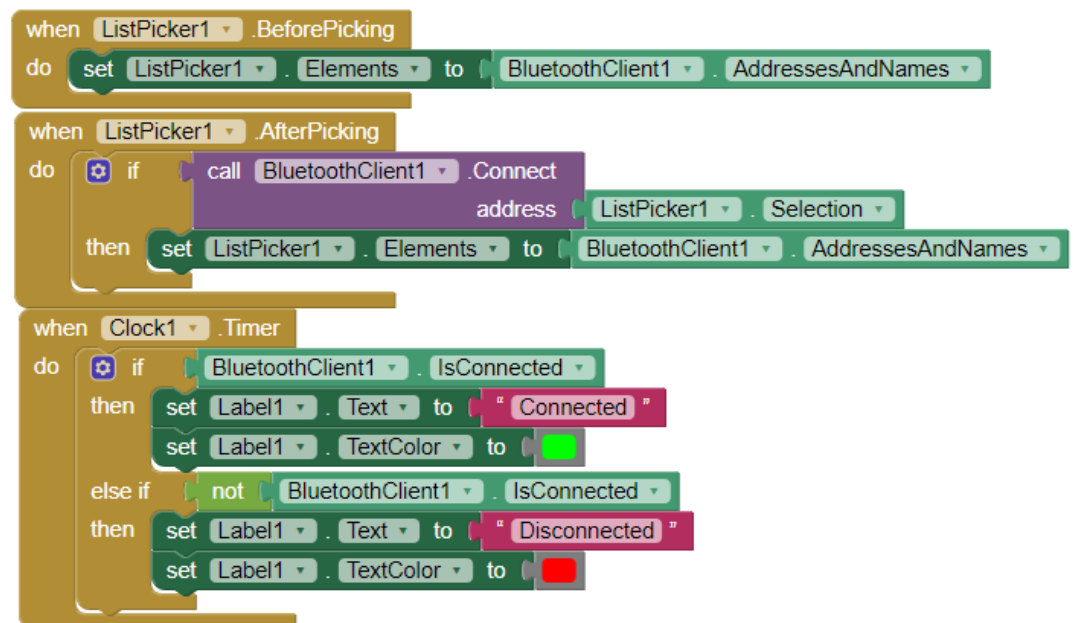 when ListPicker1 .BeforePicking
do set ListPicker1 . Elements to BluetoothClient1 . AddressesAndNames
when ListPicker1 .AfterPicking
do if call BluetoothClient1 .Connect
address ListPicker1 . Selection
then set ListPicker1 . Elements to BluetoothClient1 . AddressesAndNames
when Clock1 .Timer
do if BluetoothClient1 . IsConnected
then set Label1 . Text to “ Connected ”
set Label1 . TextColor to
else if not BluetoothClient1 . IsConnected
then set Label1 . Text to “ Disconnected ”
set Label1 . TextColor to